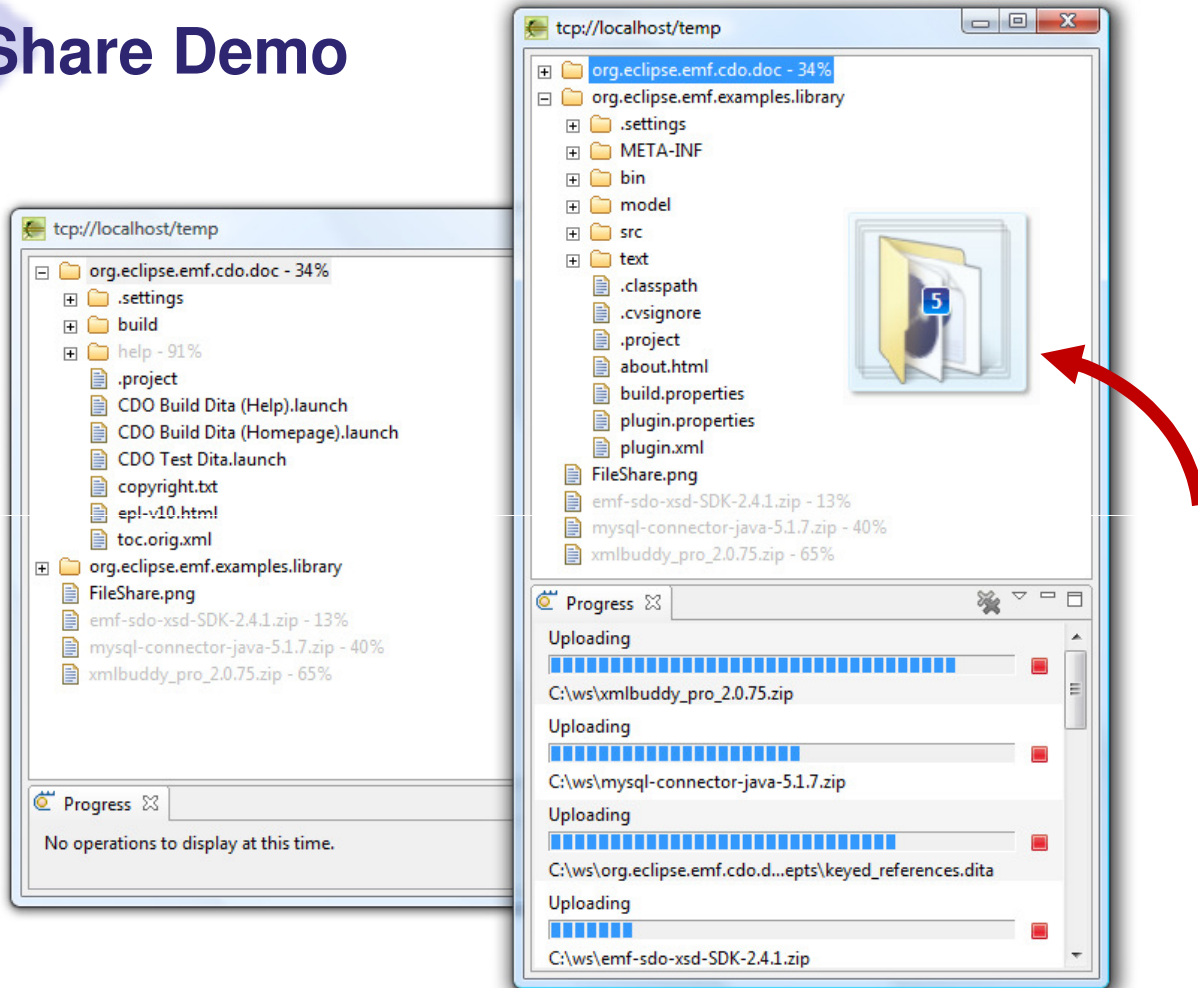 Share Demo
tcp://localhost/temp
org.eclipse.emf.cdo.doc - 34%
.settings
build
help - 91%
.project
CDO Build Dita (Help).launch
CDO Build Dita (Homepage).launch
CDO Test Dita.launch
copyright.txt
epl-v10.html
toc.orig.xml
org.eclipse.emf.examples.library
FileShare.png
emf-sdo-xsd-SDK-2.4.1.zip - 13%
mysql-connector-java-5.1.7.zip - 40%
xmlbuddy_pro_2.0.75.zip - 65%
Progress
No operations to display at this time.
tcp://localhost/temp
org.eclipse.emf.cdo.doc - 34%
org.eclipse.emf.examples.library
.settings
META-INF
bin
model
src
text
.classpath
.cvsignore
.project
about.html
build.properties
plugin.properties
plugin.xml
FileShare.png
emf-sdo-xsd-SDK-2.4.1.zip - 13%
mysql-connector-java-5.1.7.zip - 40%
xmlbuddy_pro_2.0.75.zip - 65%
5
Progress
Uploading
C:\ws\xmlbuddy_pro_2.0.75.zip
Uploading
C:\ws\mysql-connector-java-5.1.7.zip
Uploading
C:\ws\org.eclipse.emf.cdo.d...epts\keyed_references.dita
Uploading
C:\ws\emf-sdo-xsd-SDK-2.4.1.zip